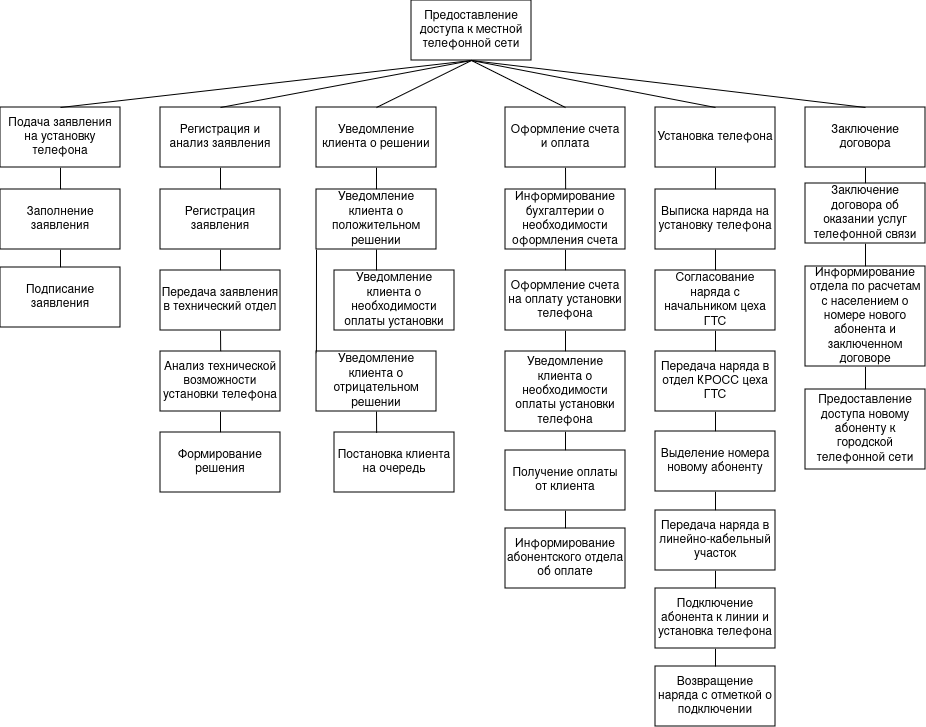 Предоставление
доступа к местной
телефонной сети
Подача заявления
на установку
телефона
Заполнение
заявления
Подписание
заявления
Регистрация и
анализ заявления
Регистрация
заявления
Передача заявления
в технический отдел
Анализ технической
возможности
установки телефона
Формирование
решения
Уведомление
клиента о решении
Уведомление
клиента о
положительном
решении
Уведомление
клиента о
необходимости
оплаты установки
Уведомление
клиента о
отрицательном
решении
Постановка клиента
на очередь
Оформление счета
и оплата
Информирование
бухгалтерии о
необходимости
оформления счета
Оформление счета
на оплату установки
телефона
Уведомление
клиента о
необходимости
оплаты установки
телефона
Получение оплаты
от клиента
Информирование
абонентского отдела
об оплате
Установка телефона
Выписка наряда на
установку телефона
Согласование
наряда с
начальником цеха
ГТС
Передача наряда в
отдел КРОСС цеха
ГТС
Выделение номера
новому абоненту
Передача наряда в
линейно-кабельный
участок
Подключение
абонента к линии и
установка телефона
Возвращение
наряда с отметкой о
подключении
Заключение
договора
Заключение
договора об
оказании услуг
телефонной связи
Информирование
отдела по расчетам
с населением о
номере нового
абонента и
заключенном
договоре
Предоставление
доступа новому
абоненту к
городской
телефонной сети